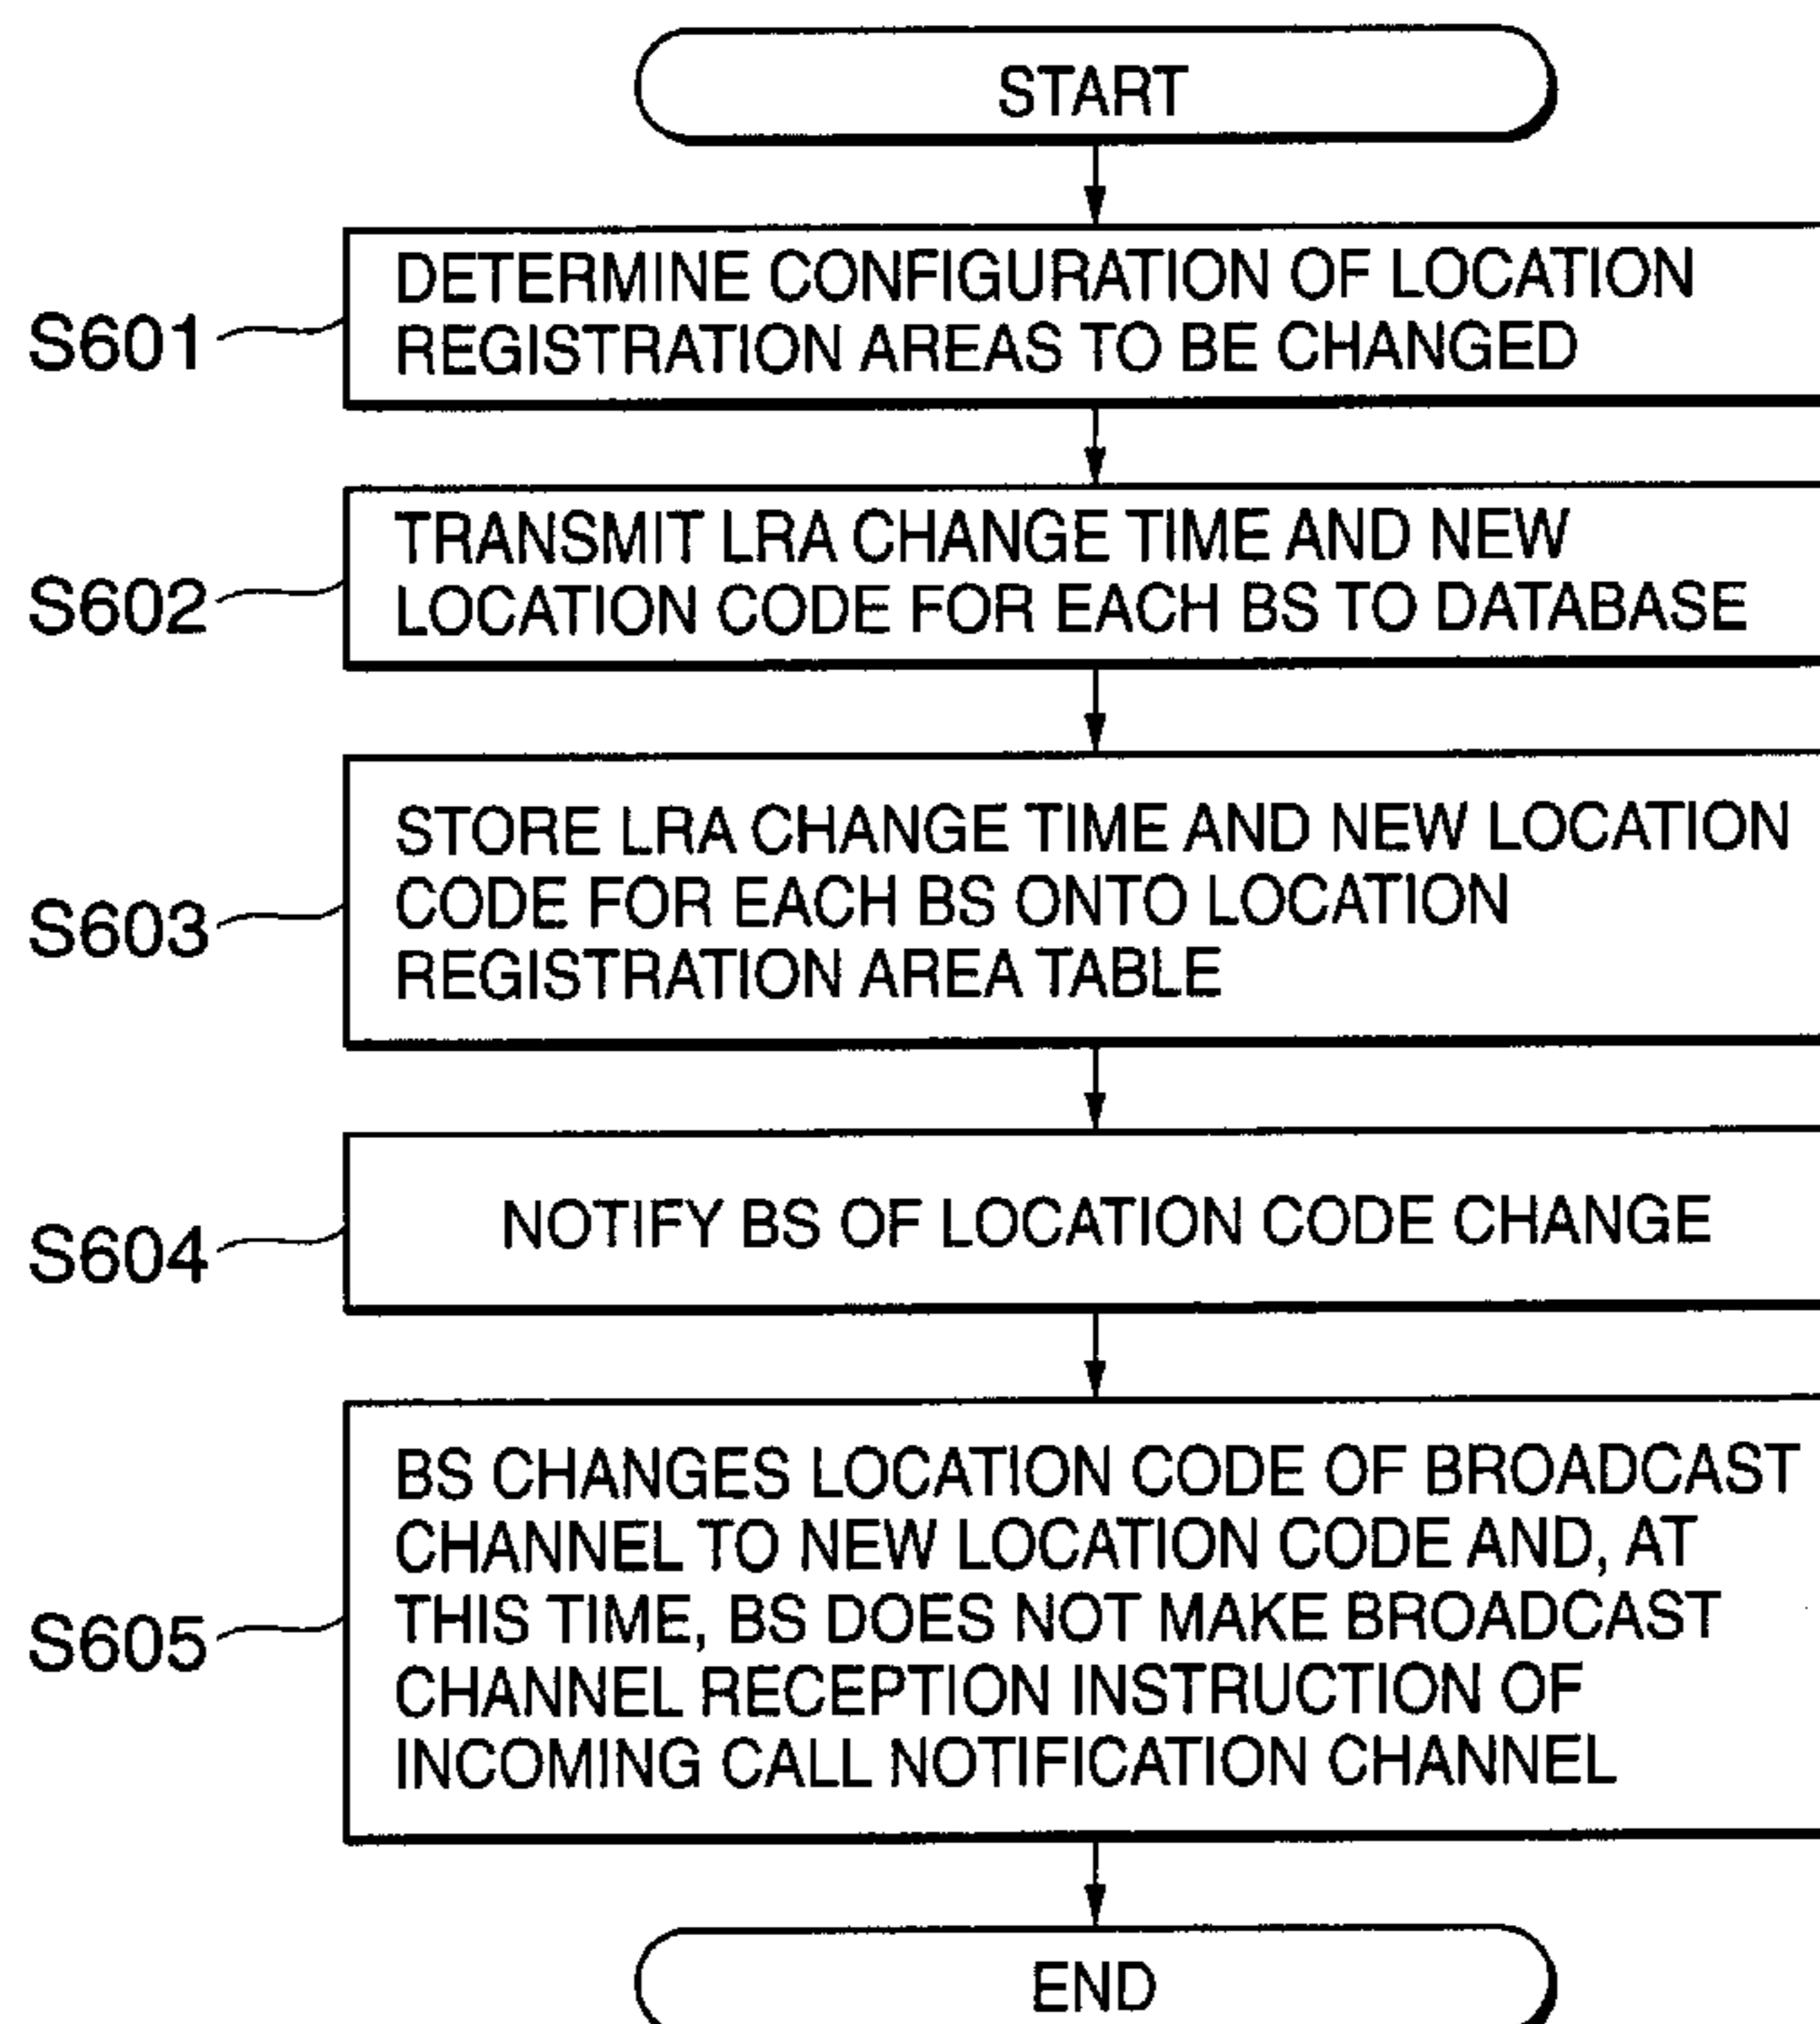 START
S601
DETERMINE CONFIGURATION OF LOCATION
REGISTRATION AREAS TO BE CHANGED
S602
TRANSMIT LRA CHANGE TIME AND NEW
LOCATION CODE FOR EACH BS TO DATABASE
S603
STORE LRA CHANGE TIME AND NEW LOCATION
CODE FOR EACH BS ONTO LOCATION
REGISTRATION AREA TABLE
S604
NOTIFY BS OF LOCATION CODE CHANGE
S605
BS CHANGES LOCATION CODE OF BROADCAST
CHANNEL TO NEW LOCATION CODE AND, AT
THIS TIME, BS DOES NOT MAKE BROADCAST
CHANNEL RECEPTION INSTRUCTION OF
INCOMING CALL NOTIFICATION CHANNEL
END